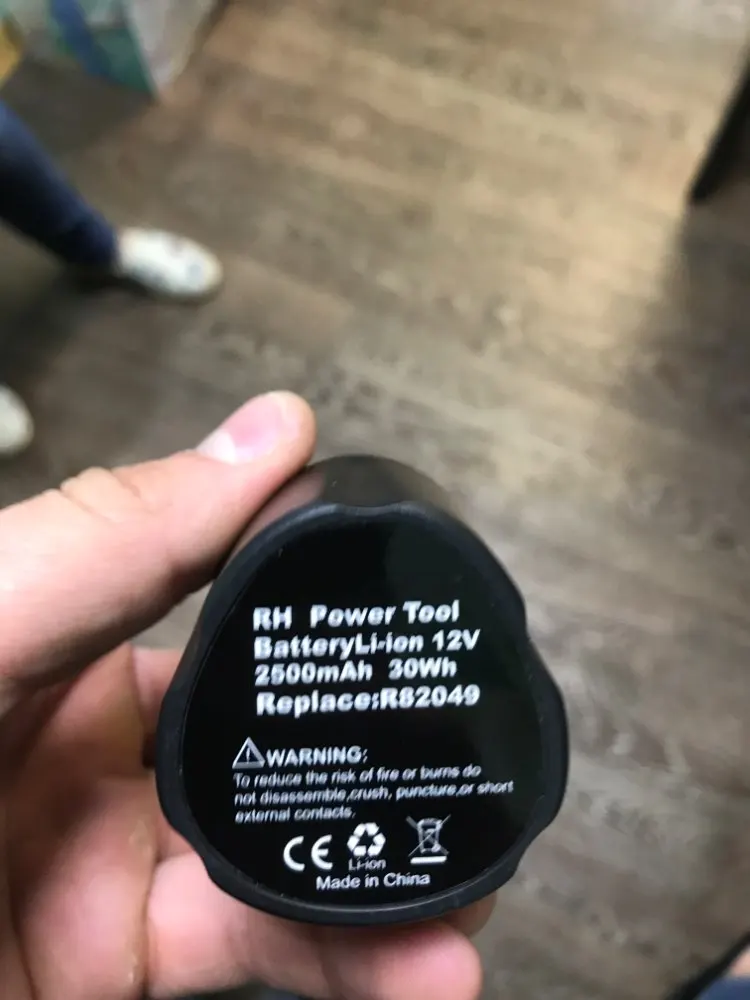 RH Power Tool
BatteryLi-ion 12V
2500mAh 30Wh
Replace:R82049
WARNING:
To reduce the risk of fire or burns do
not disassemble,crush, puncture,or short
external contacts.
CE
Li-ion
Made in China